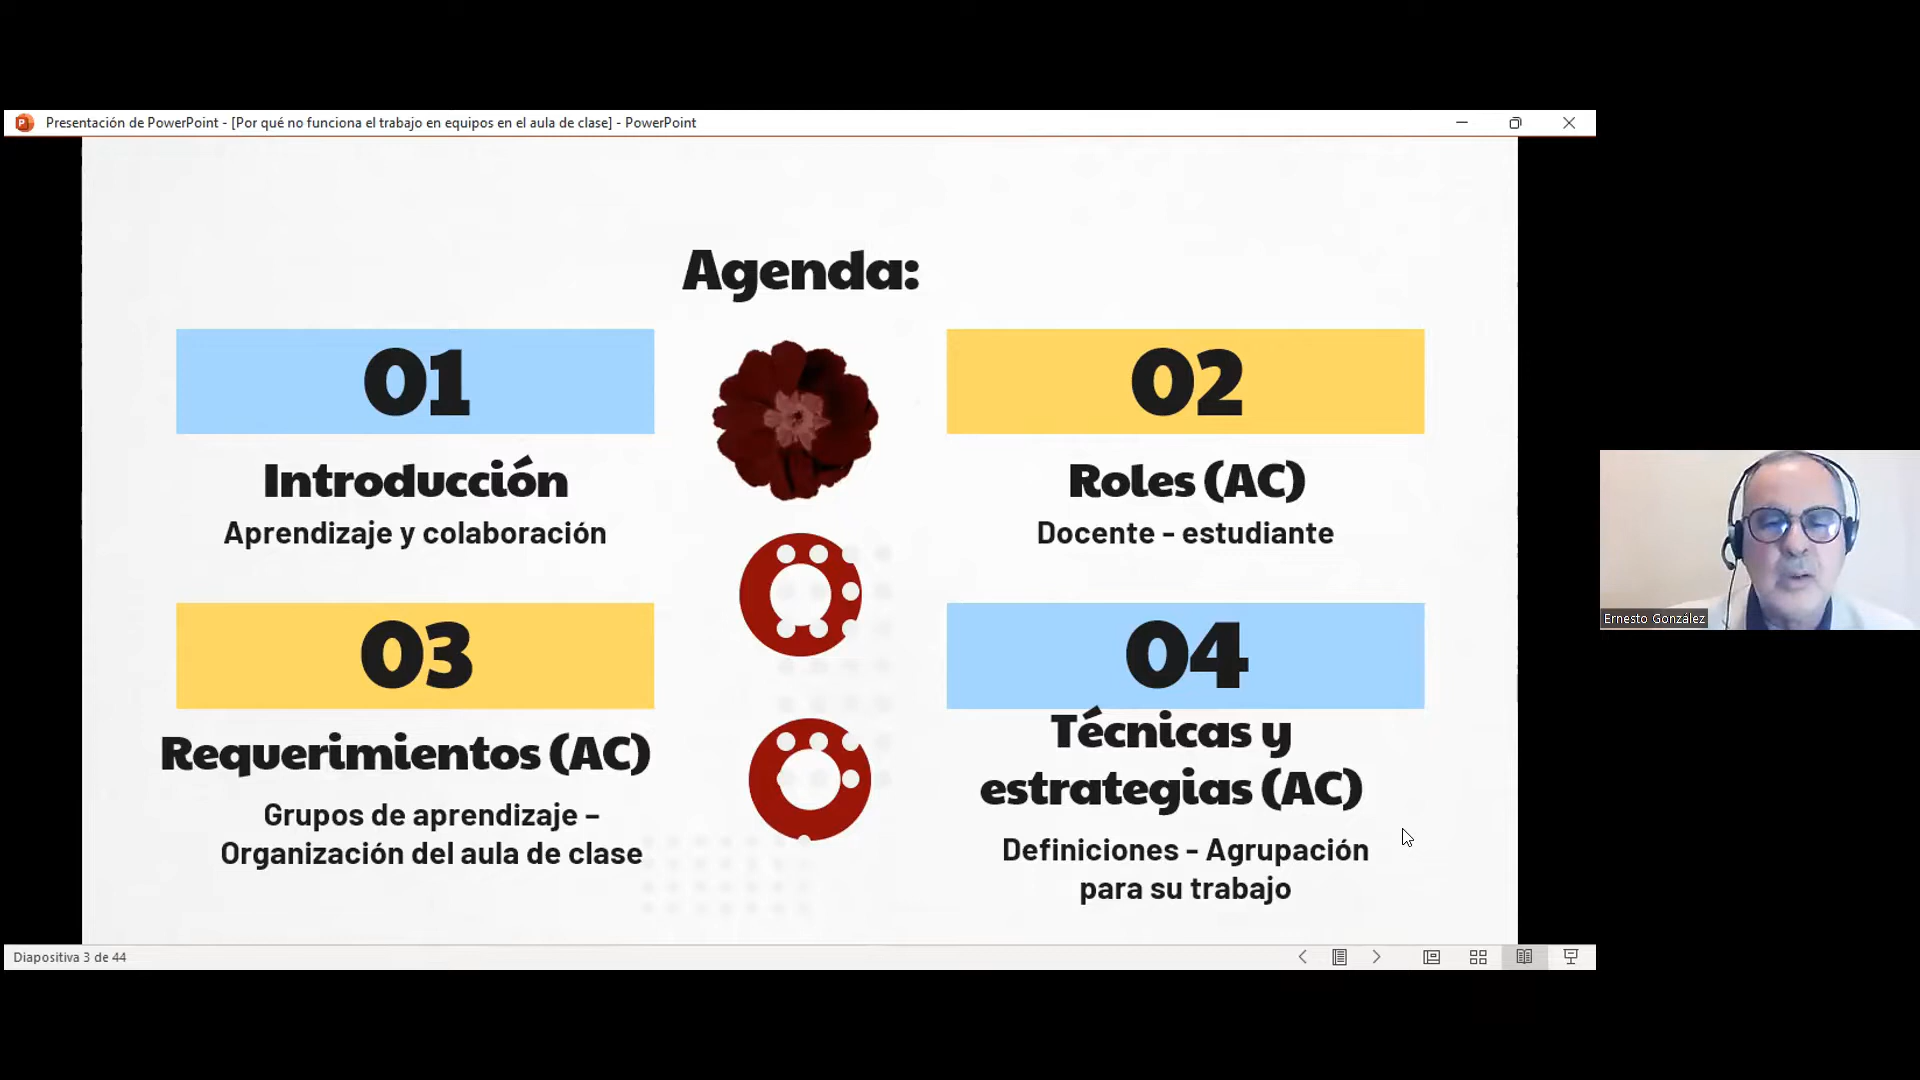 Presentación de PowerPoint - [Por qué no funciona el trabajo en equipos en el aula de clase] - PowerPoint
Agenda:
01
Introducción
Aprendizaje y colaboración
02
Roles (AC)
Docente - estudiante
03
Requerimientos (AC)
Grupos de aprendizaje –
Organización del aula de clase
04
Técnicas y
estrategias (AC)
Definiciones - Agrupación
para su trabajo
Ernesto González
Diapositiva 3 de 44